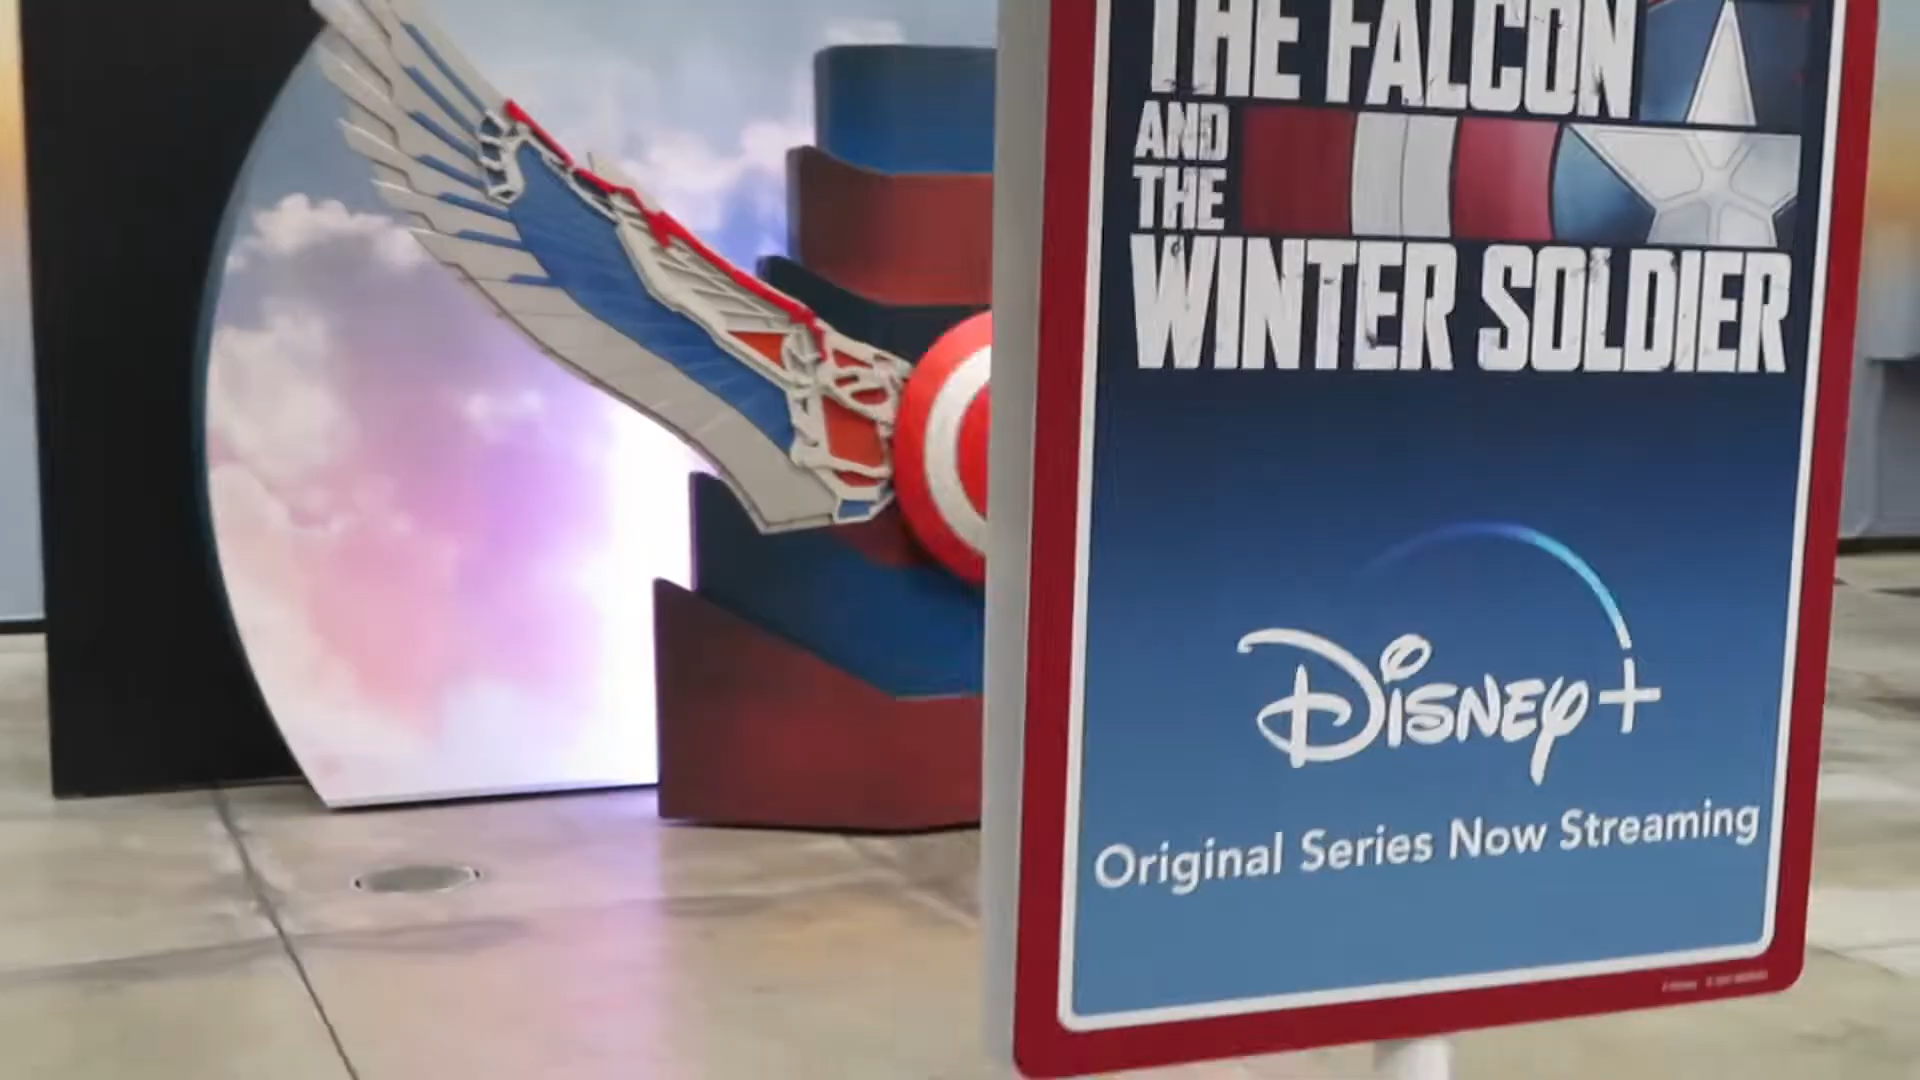 THE FALCON
AND
THE
WINTER SOLDIER
Disney+
Original Series Now Streaming